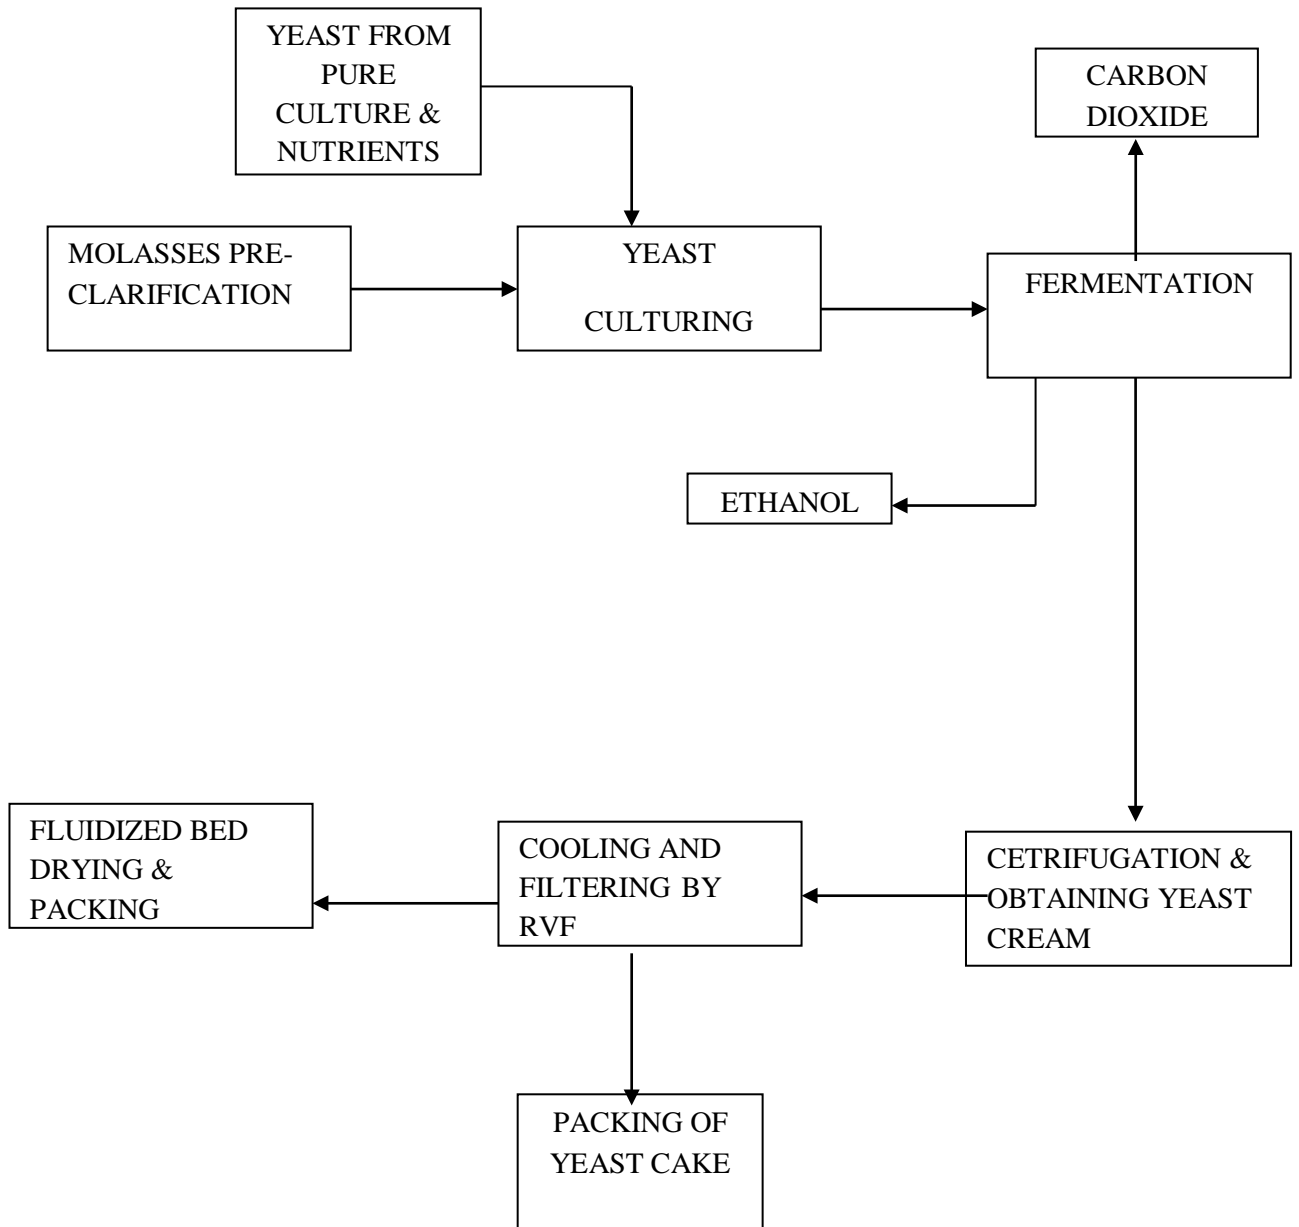 YEAST FROM
PURE
CULTURE &
NUTRIENTS
CARBON
DIOXIDE
MOLASSES PRE-
CLARIFICATION
YEAST
CULTURING
FERMENTATION
ETHANOL
FLUIDIZED BED
DRYING &
PACKING
COOLING AND
FILTERING BY
RVF
CETRIFUGATION &
OBTAINING YEAST
CREAM
PACKING OF
YEAST CAKE